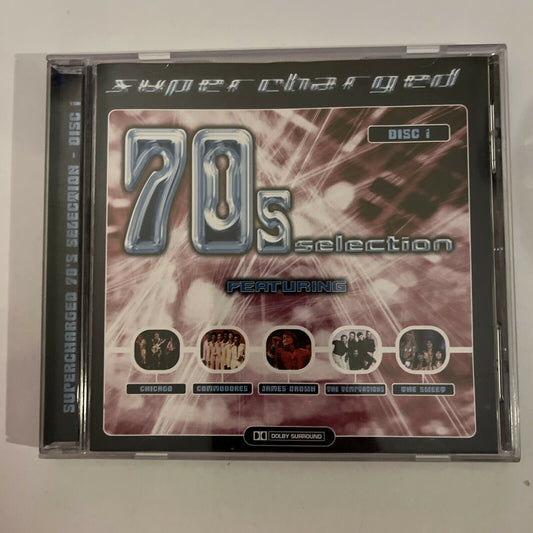 supercharged
DISC 1
70s
selection
FEATURING
CHICAGO
COMMODORES
JAMES BROWN
THE TEMPTATIONS
THE SWEET
DOLBY SURROUND
SUPERCHARGED 70'S SELECTION - DISC 1